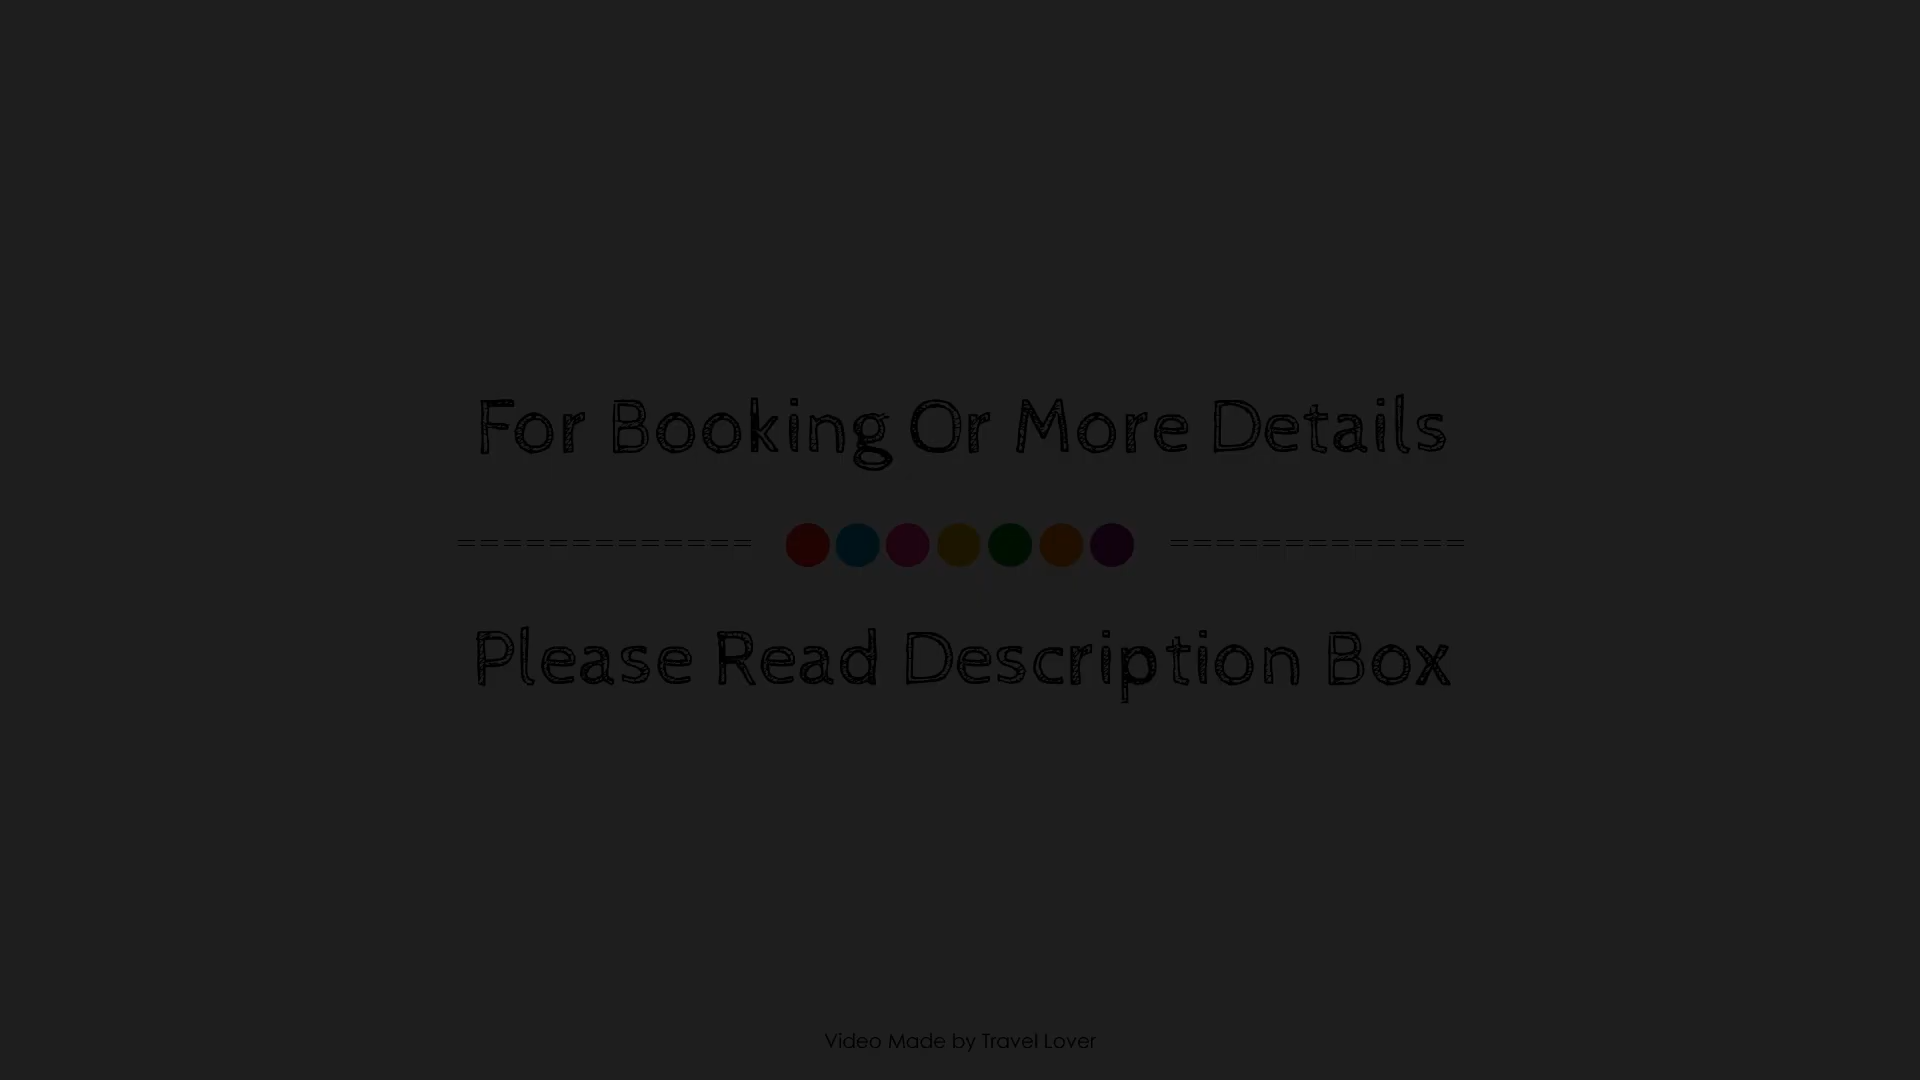 For Booking Or More Details
============= =============
Please Read Description Box
Video Made by Travel Lover